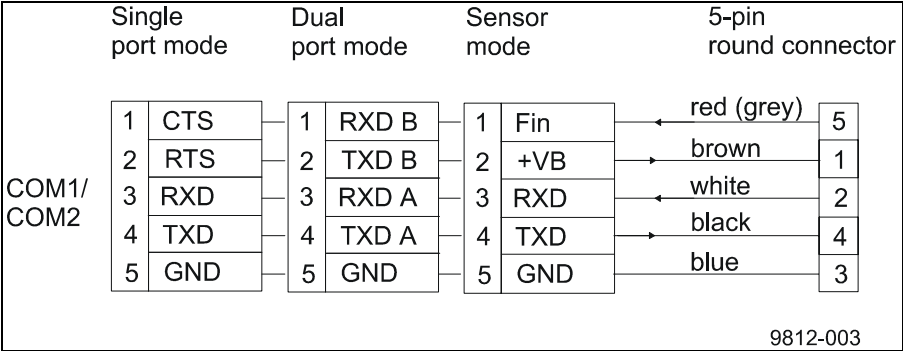 Single port mode
Dual port mode
Sensor mode
5-pin round connector
COM1/
COM2
1 CTS 1 RXD B 1 Fin red (grey) 5
2 RTS 2 TXD B 2 +VB brown 1
3 RXD 3 RXD A 3 RXD white 2
4 TXD 4 TXD A 4 TXD black 4
5 GND 5 GND 5 GND blue 3
9812-003